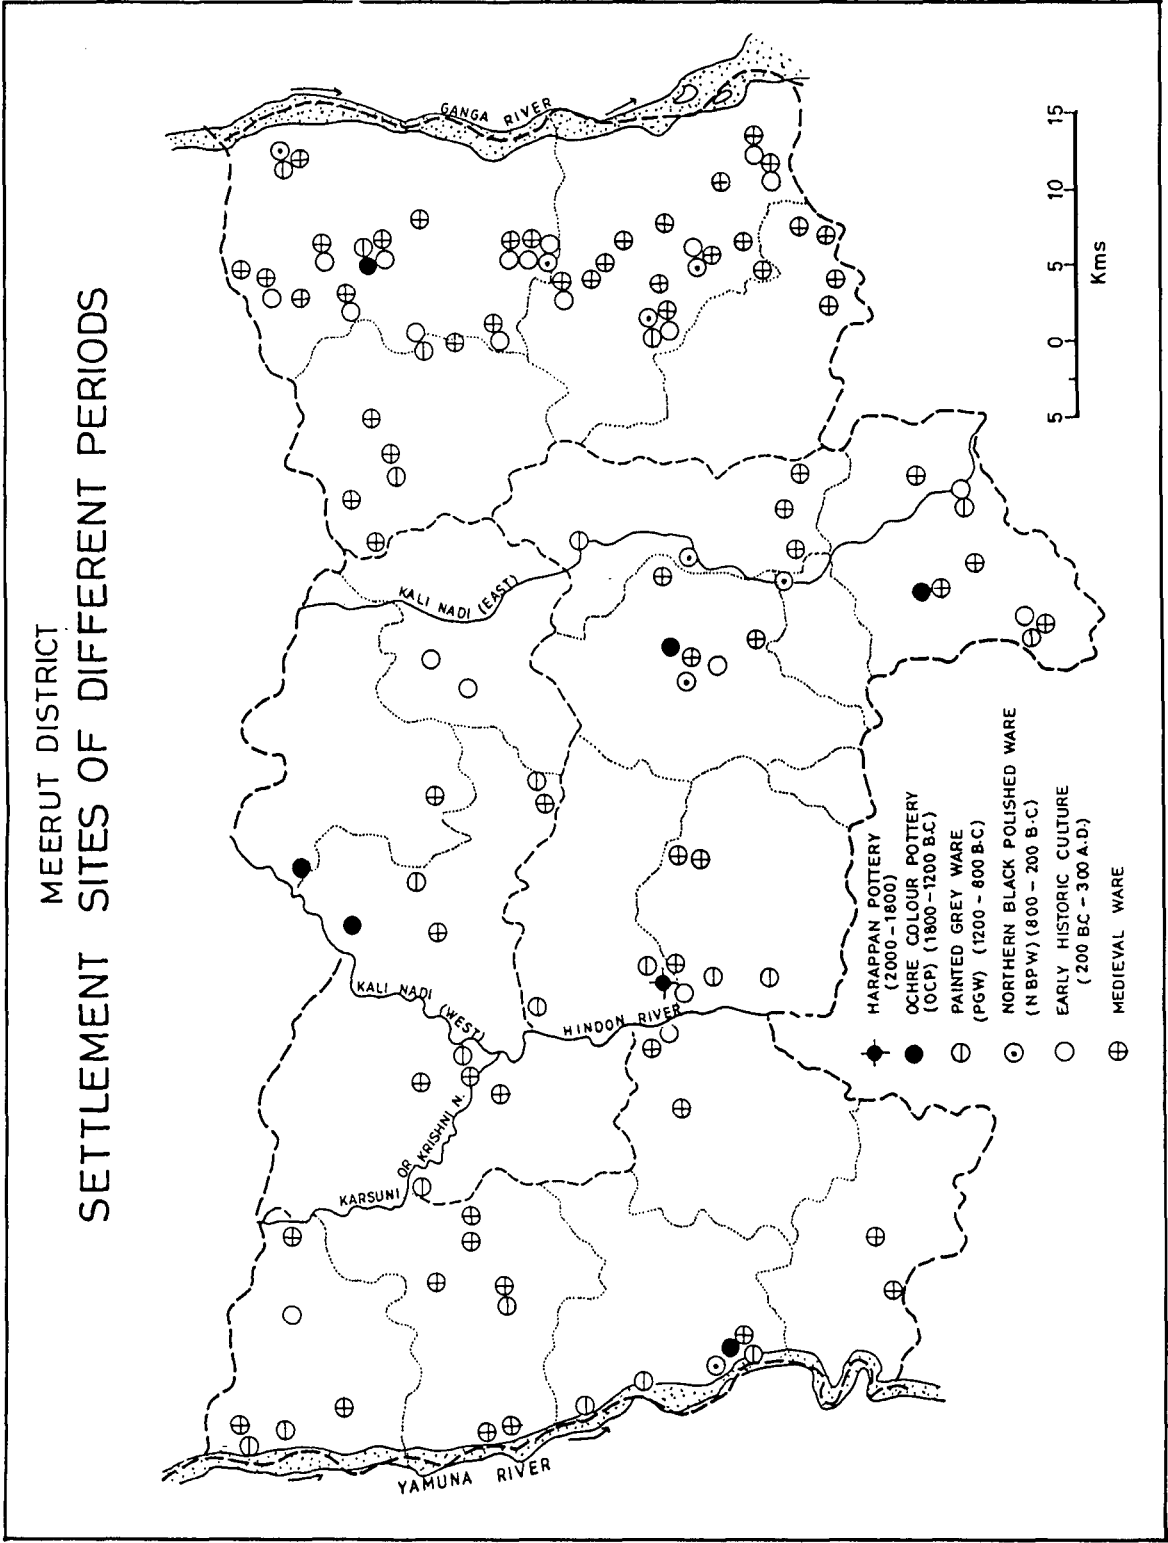 MEERUT DISTRICT
SETTLEMENT SITES OF DIFFERENT PERIODS
GANGA RIVER
KALI NADI (EAST)
KALI NADI (WEST)
HINDON RIVER
KARSUNI OR KRISHNI N.
YAMUNA RIVER
HARAPPAN POTTERY
(2000-1800)
OCHRE COLOUR POTTERY
(OCP) (1800-1200 B.C)
PAINTED GREY WARE
(PGW) (1200-800 B.C)
NORTHERN BLACK POLISHED WARE
(NBPW) (800-200 B.C)
EARLY HISTORIC CULTURE
(200 B.C-300 A.D.)
MEDIEVAL WARE
5 0 5 10 15
Kms